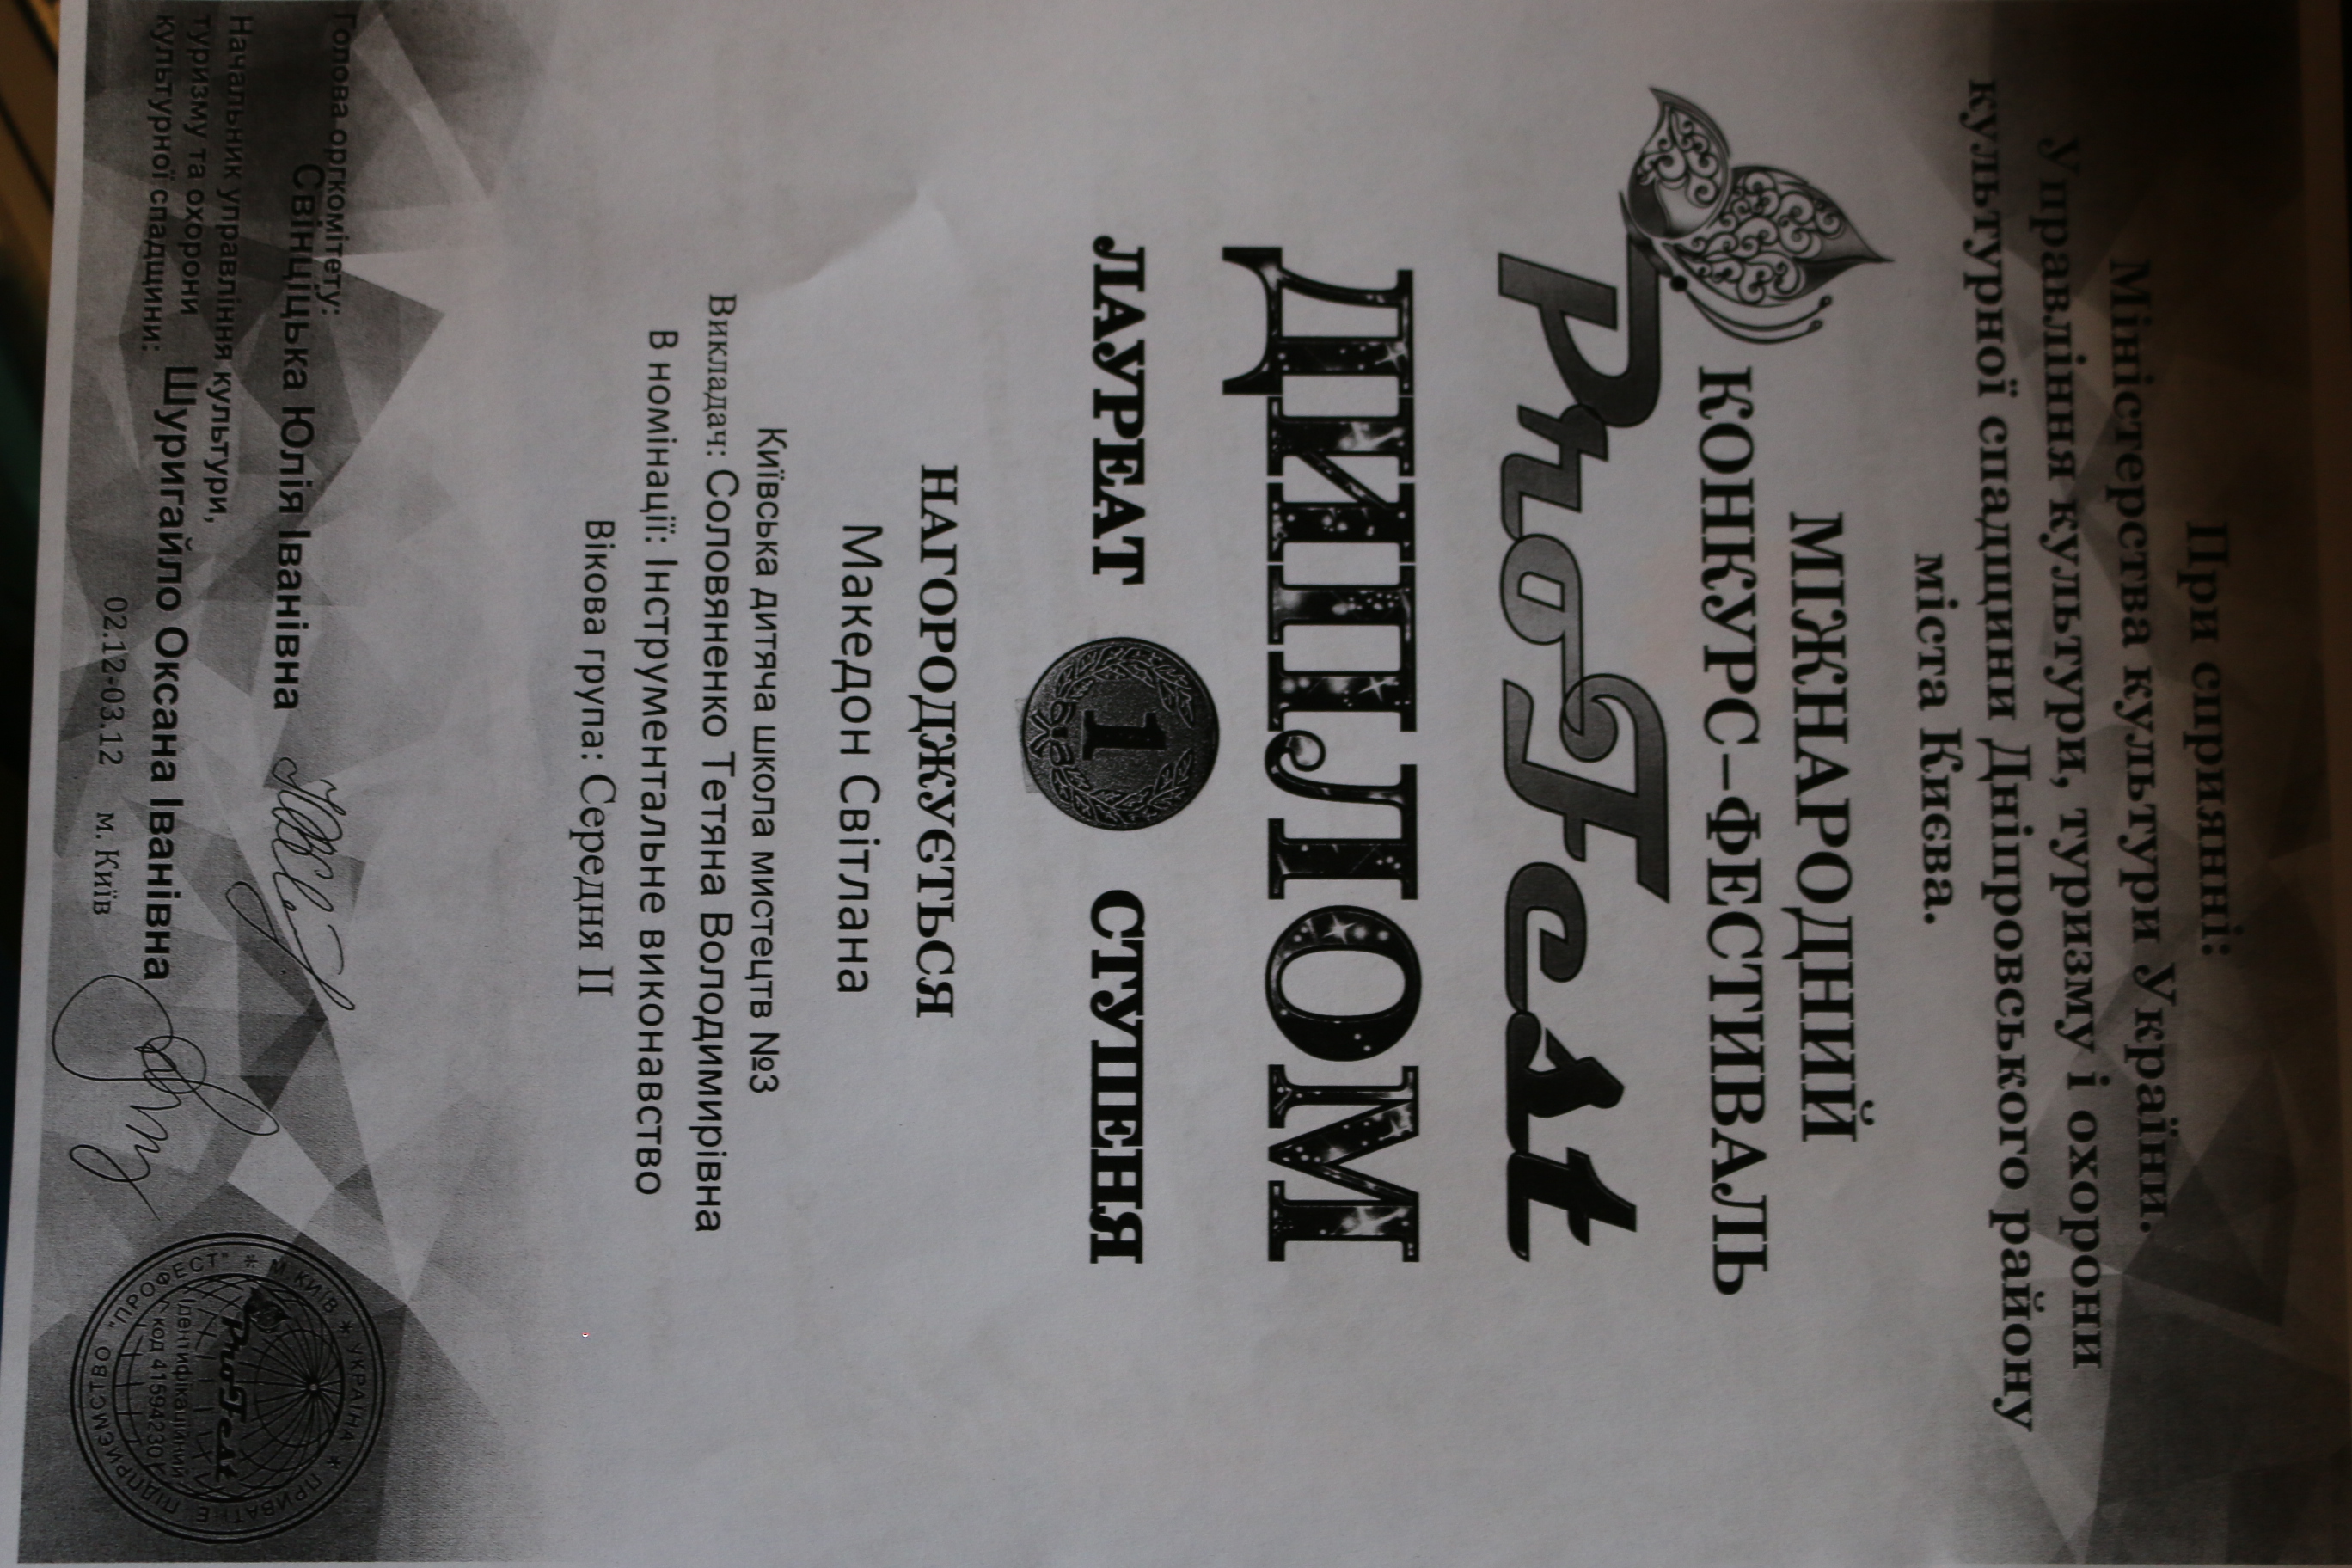 При сприянні:
Міністерства культури України.
Управління культури, туризму і охорони
культурної спадщини Дніпровського району
міста Києва.
МІЖНАРОДНИЙ
КОНКУРС-ФЕСТИВАЛЬ
ProFest
ДИПЛОМ
ЛАУРЕАТ 1 СТУПЕНЯ
НАГОРОДЖУЄТЬСЯ
Македон Світлана
Київська дитяча школа мистецтв №3
Викладач: Соловяненко Тетяна Володимирівна
В номінації: Інструментальне виконавство
Вікова група: Середня II
Голова оргкомітету:
Свінціцька Юлія Іванівна
Начальник управління культури,
туризму та охорони
культурної спадщини: Шуригайло Оксана Іванівна
02.12-03.12 м. Київ
М.КИЇВ * УКРАЇНА * ПРИВАТНЕ ПІДПРИЄМСТВО "ПРОФЕСТ" *
ProFest
Ідентифікаційний
код 41594230